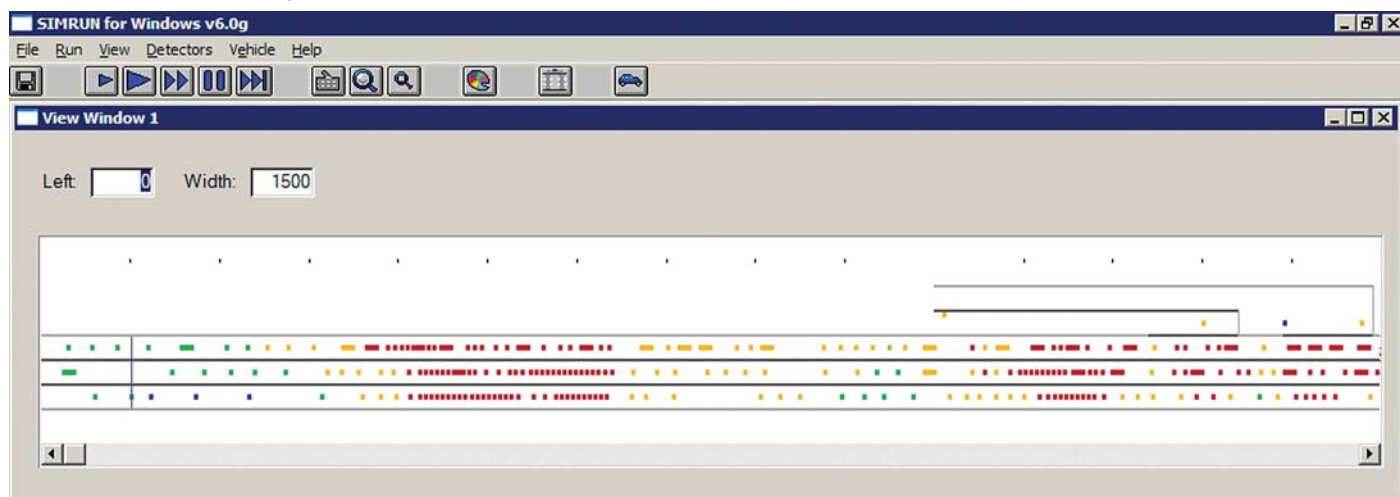 SIMRUN for Windows v6.0g
File Run View Detectors Vehicle Help
View Window 1
Left: 0 Width: 1500